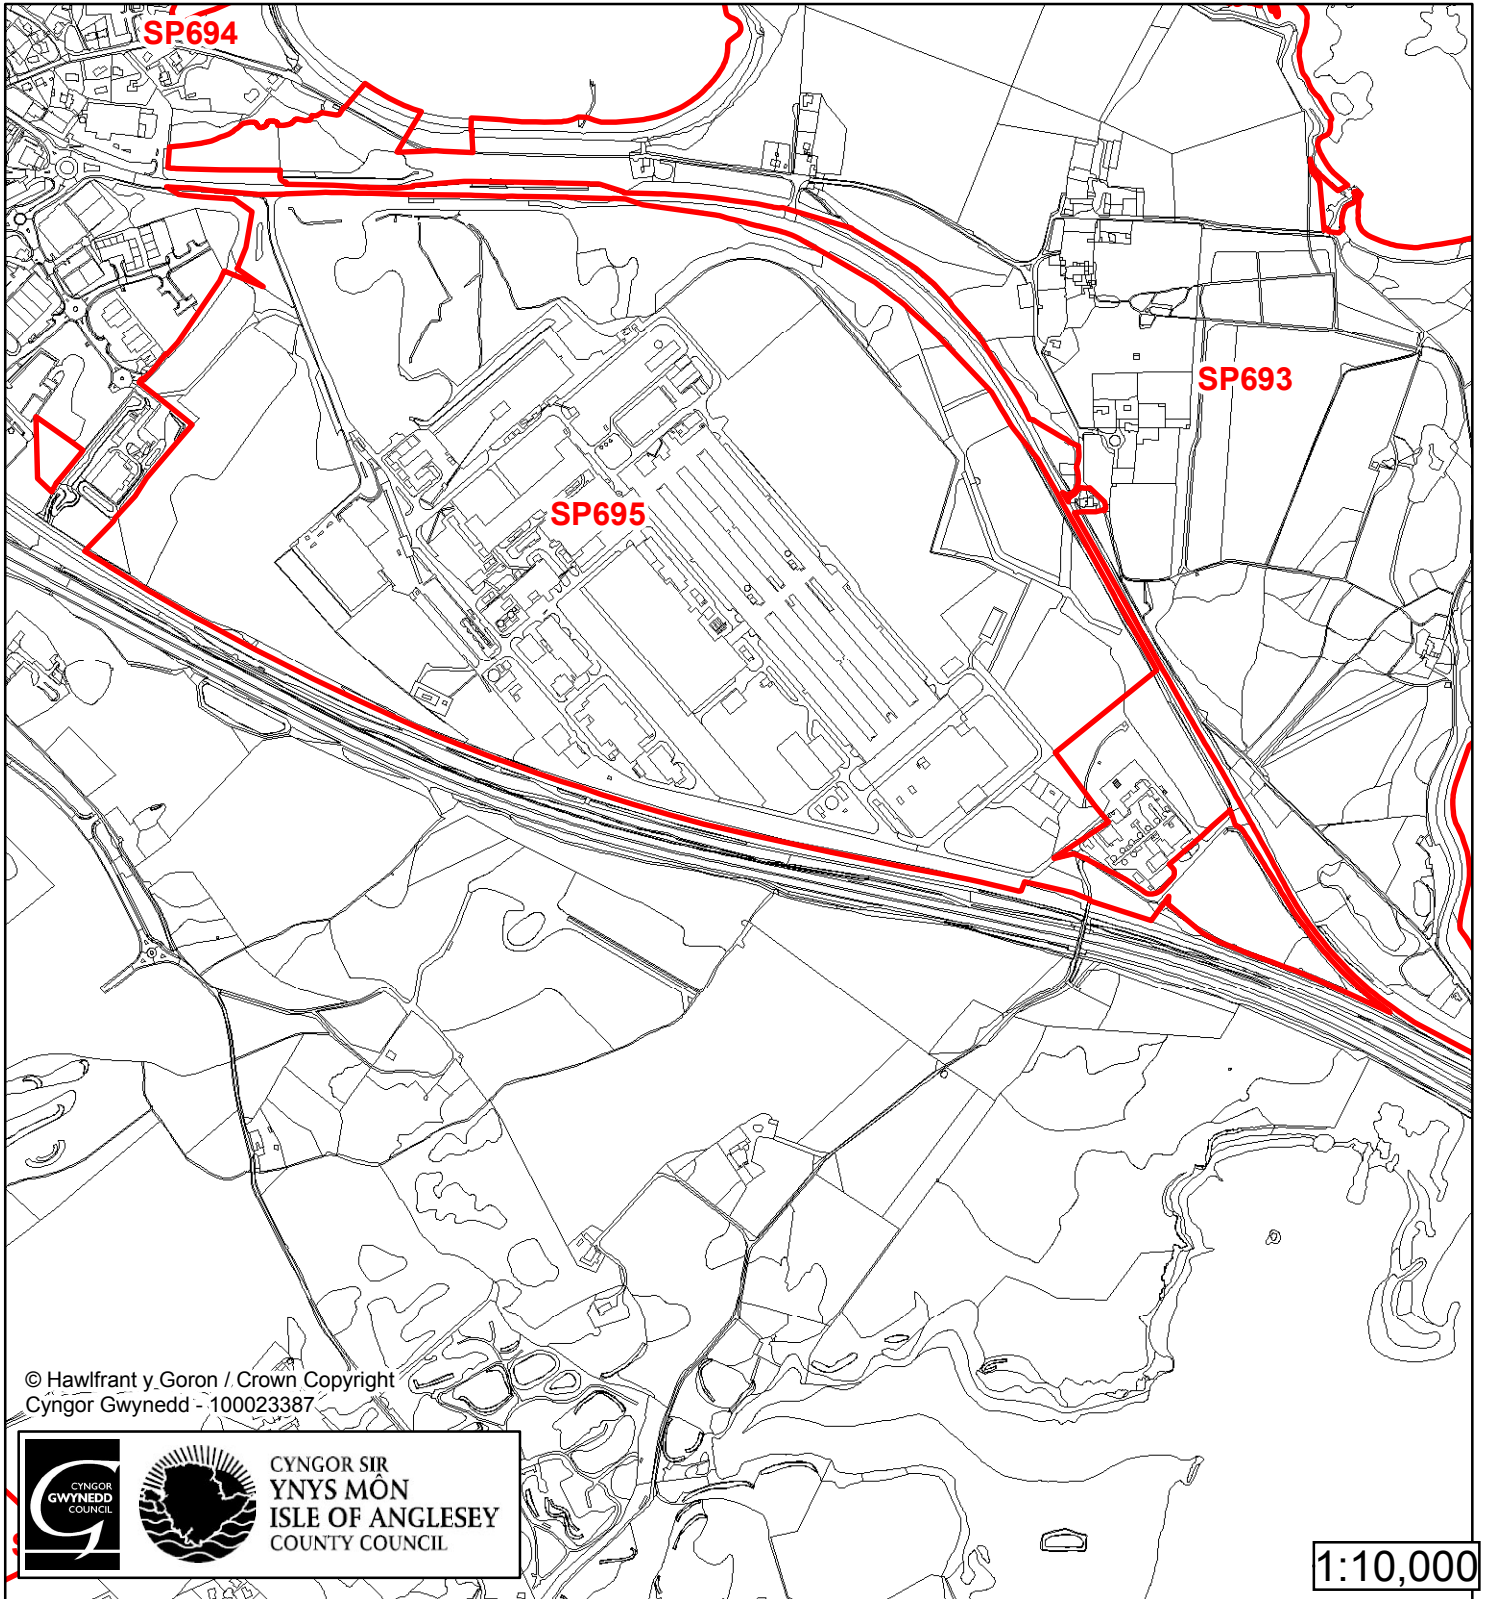 SP694
SP693
SP695
© Hawlfrant y Goron / Crown Copyright
Cyngor Gwynedd - 100023387
CYNGOR
GWYNEDD
COUNCIL
CYNGOR SIR
YNYS MÔN
ISLE OF ANGLESEY
COUNTY COUNCIL
1:10,000